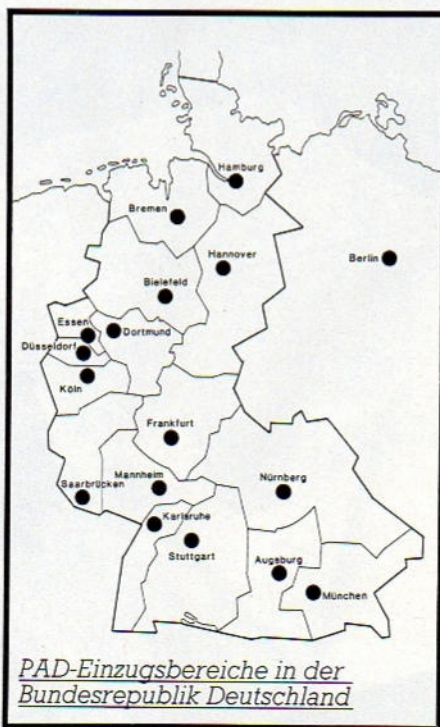 Hamburg
Bremen
Hannover
Berlin
Bielefeld
Essen
Dortmund
Düsseldorf
Köln
Frankfurt
Mannheim
Saarbrücken
Nürnberg
Karlsruhe
Stuttgart
Augsburg
München
PAD-Einzugsbereiche in der
Bundesrepublik Deutschland